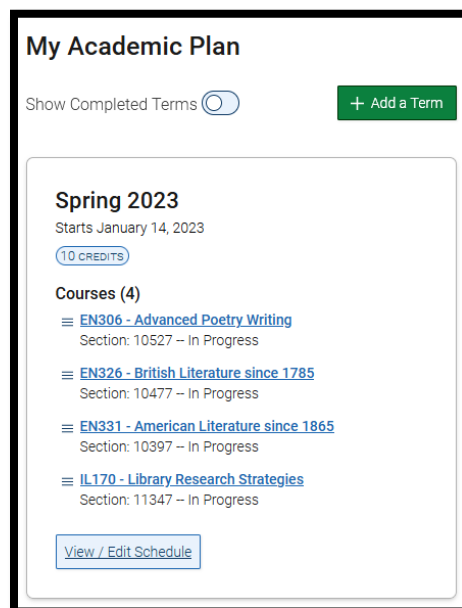 My Academic Plan
Show Completed Terms
+ Add a Term
Spring 2023
Starts January 14, 2023
10 CREDITS
Courses (4)
EN306 - Advanced Poetry Writing
Section: 10527 -- In Progress
EN326 - British Literature since 1785
Section: 10477 -- In Progress
EN331 - American Literature since 1865
Section: 10397 -- In Progress
IL170 - Library Research Strategies
Section: 11347 -- In Progress
View / Edit Schedule